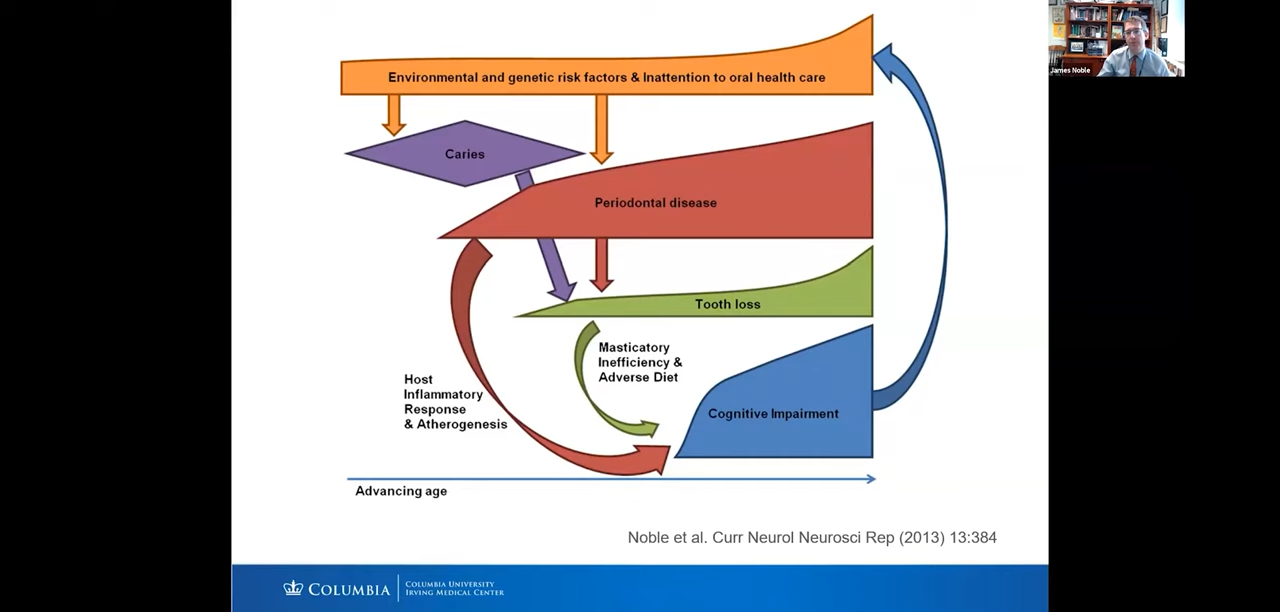 James Noble
Environmental and genetic risk factors & Inattention to oral health care
Caries
Periodontal disease
Tooth loss
Masticatory
Inefficiency &
Adverse Diet
Host
Inflammatory
Response
& Atherogenesis
Cognitive Impairment
Advancing age
Noble et al. Curr Neurol Neurosci Rep (2013) 13:384
COLUMBIA
COLUMBIA UNIVERSITY
IRVING MEDICAL CENTER